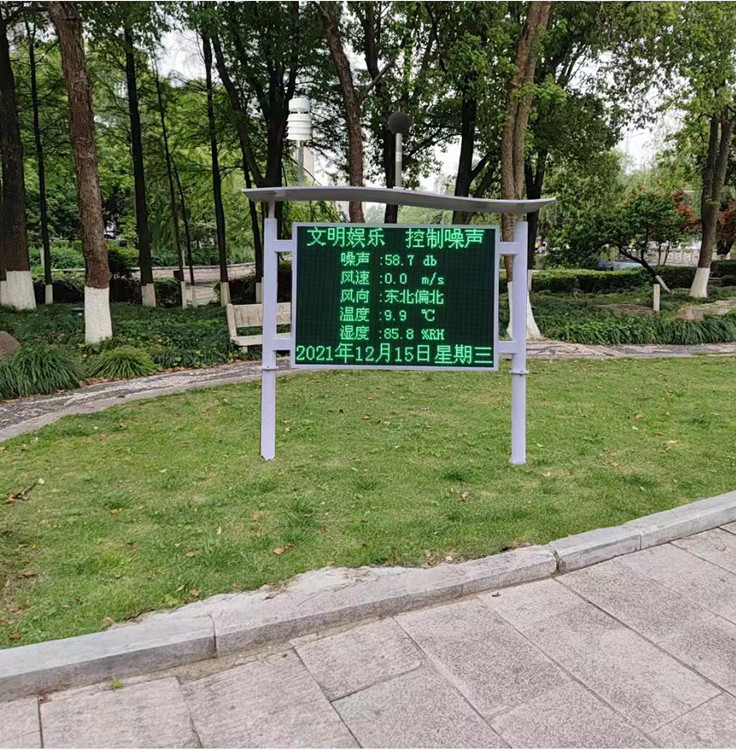 文明娱乐 控制噪声
噪声:58.7 db
风速:0.0 m/s
风向:东北偏北
温度:9.9 ℃
湿度:85.8 %RH
2021年12月15日星期三